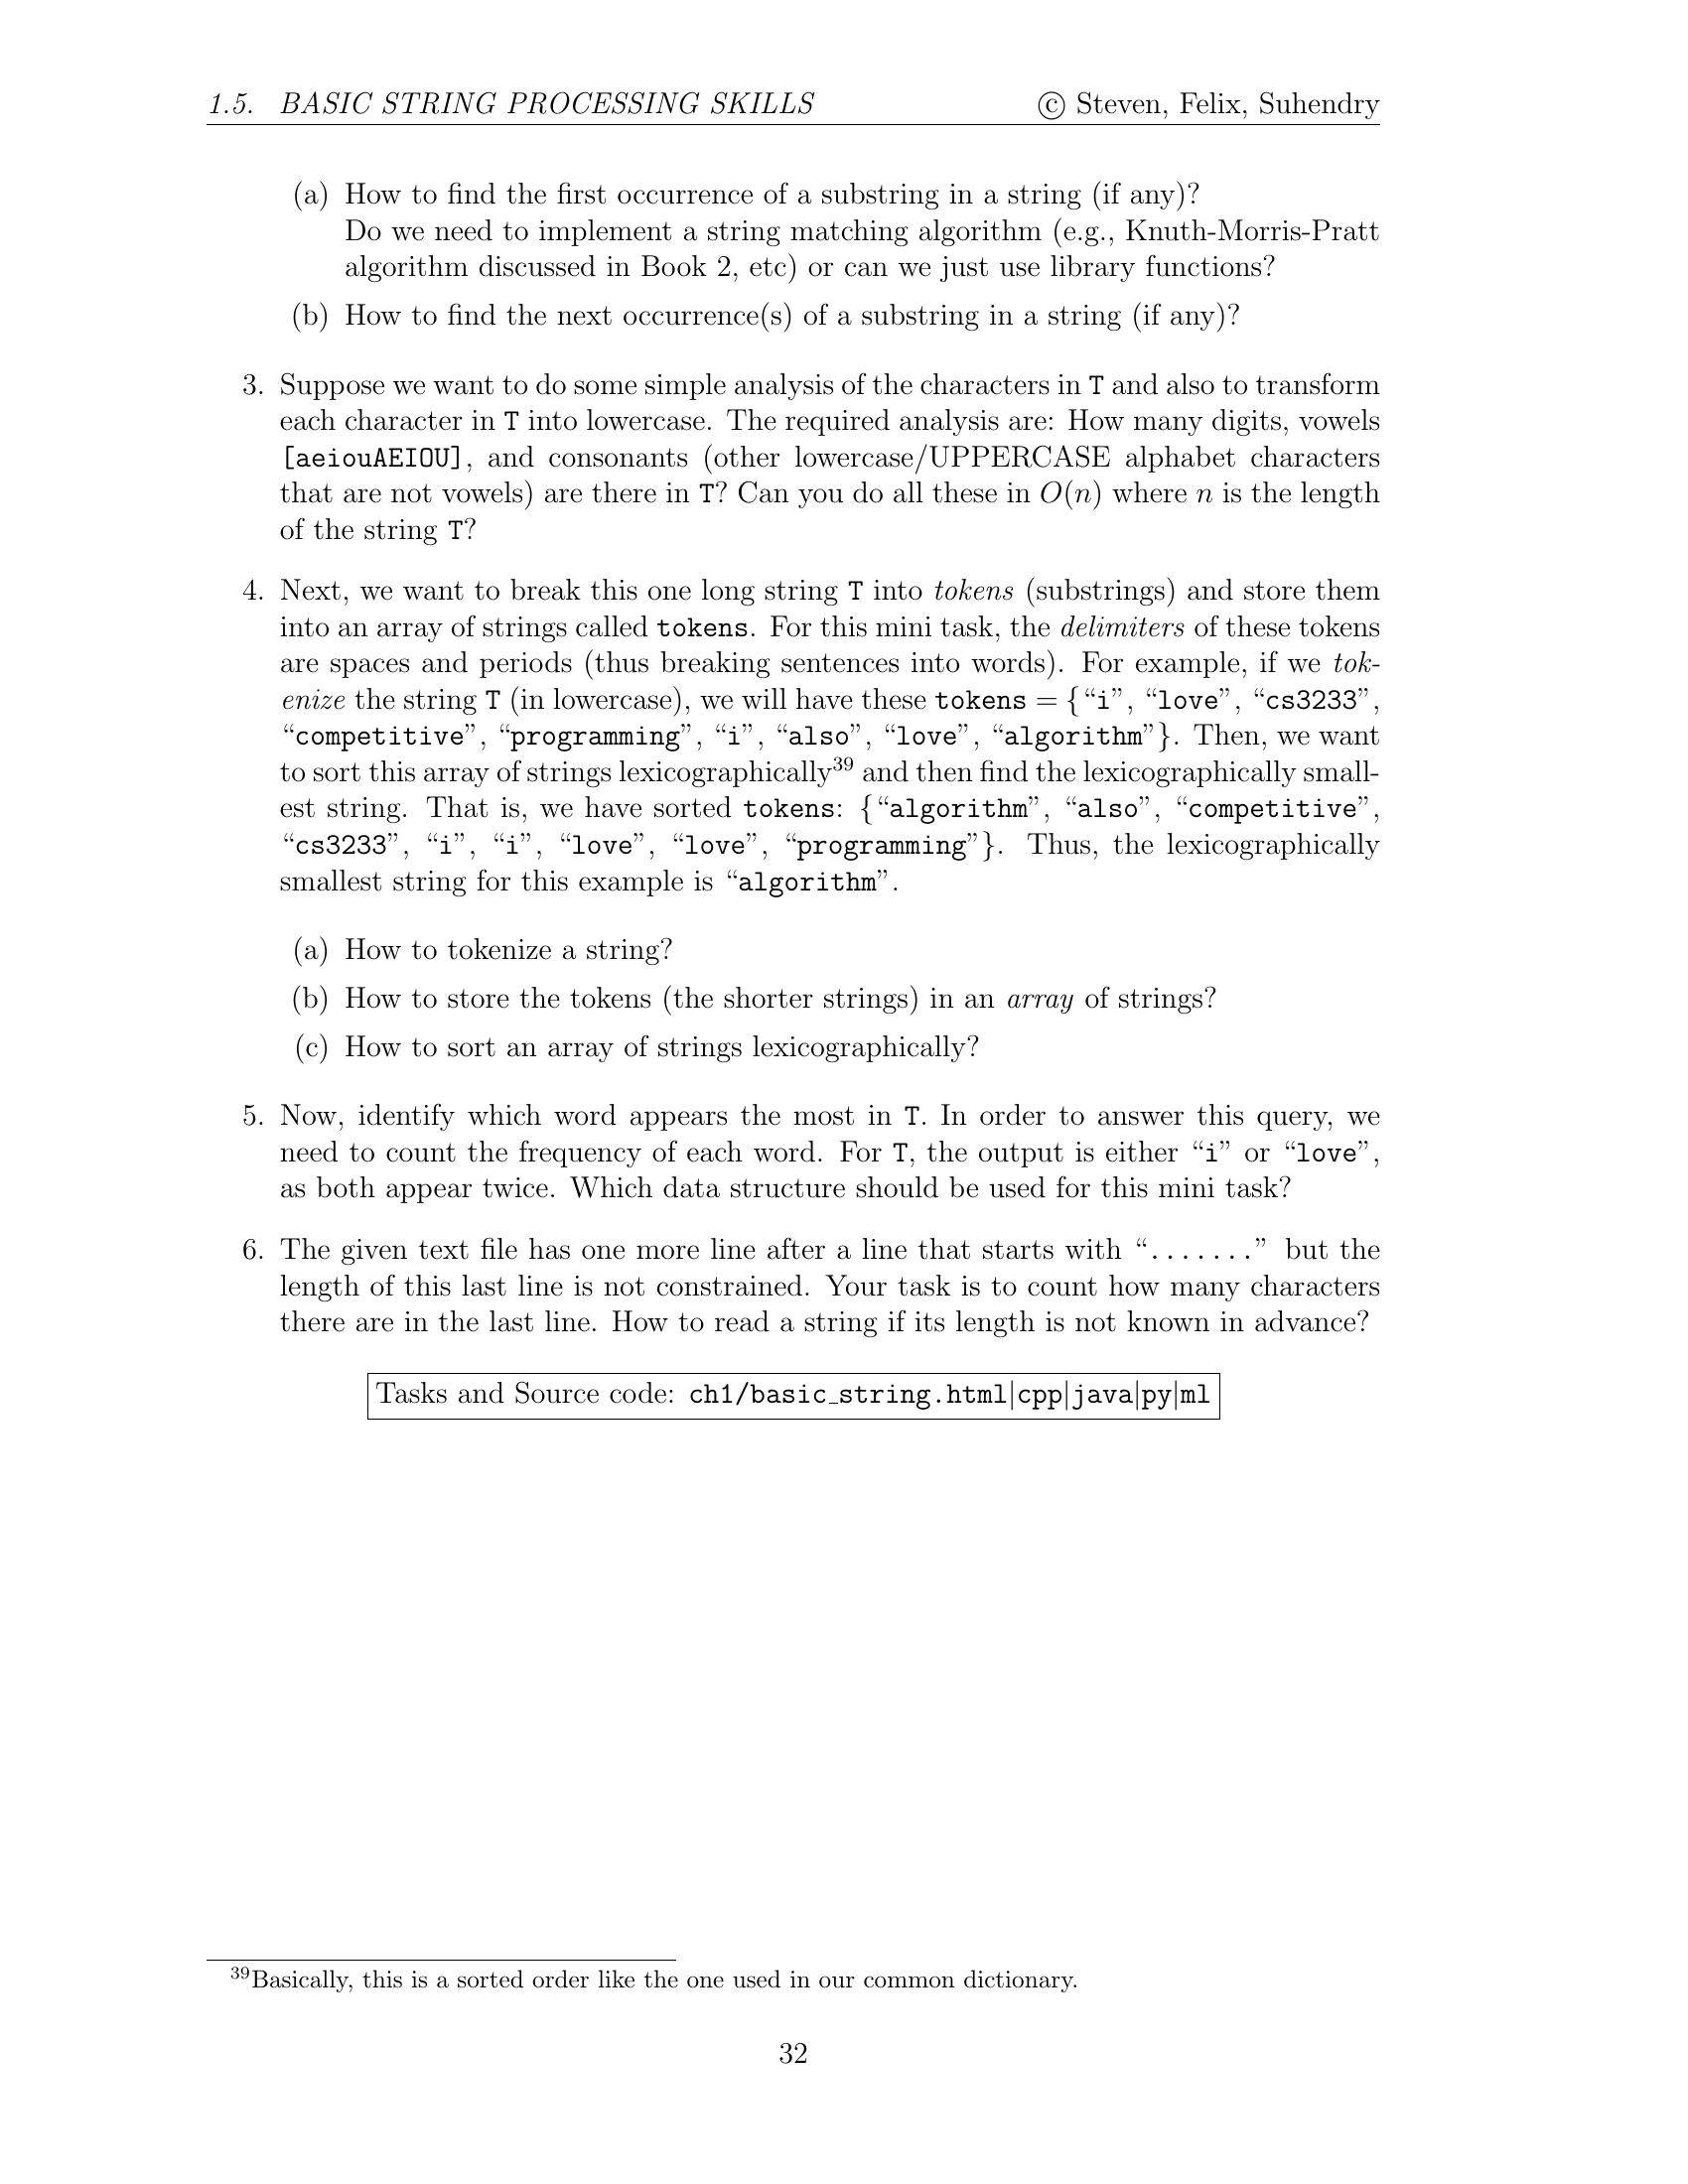 1.5. BASIC STRING PROCESSING SKILLS © Steven, Felix, Suhendry
(a) How to find the first occurrence of a substring in a string (if any)?
Do we need to implement a string matching algorithm (e.g., Knuth-Morris-Pratt
algorithm discussed in Book 2, etc) or can we just use library functions?
(b) How to find the next occurrence(s) of a substring in a string (if any)?
3. Suppose we want to do some simple analysis of the characters in T and also to transform
each character in T into lowercase. The required analysis are: How many digits, vowels
[aeiouAEIOU], and consonants (other lowercase/UPPERCASE alphabet characters
that are not vowels) are there in T? Can you do all these in O(n) where n is the length
of the string T?
4. Next, we want to break this one long string T into tokens (substrings) and store them
into an array of strings called tokens. For this mini task, the delimiters of these tokens
are spaces and periods (thus breaking sentences into words). For example, if we tok-
enize the string T (in lowercase), we will have these tokens = {“i”, “love”, “cs3233”,
“competitive”, “programming”, “i”, “also”, “love”, “algorithm”}. Then, we want
to sort this array of strings lexicographically39 and then find the lexicographically small-
est string. That is, we have sorted tokens: {“algorithm”, “also”, “competitive”,
“cs3233”, “i”, “i”, “love”, “love”, “programming”}. Thus, the lexicographically
smallest string for this example is “algorithm”.
(a) How to tokenize a string?
(b) How to store the tokens (the shorter strings) in an array of strings?
(c) How to sort an array of strings lexicographically?
5. Now, identify which word appears the most in T. In order to answer this query, we
need to count the frequency of each word. For T, the output is either “i” or “love”,
as both appear twice. Which data structure should be used for this mini task?
6. The given text file has one more line after a line that starts with “.......” but the
length of this last line is not constrained. Your task is to count how many characters
there are in the last line. How to read a string if its length is not known in advance?
Tasks and Source code: ch1/basic_string.html|cpp|java|py|ml
39Basically, this is a sorted order like the one used in our common dictionary.
32